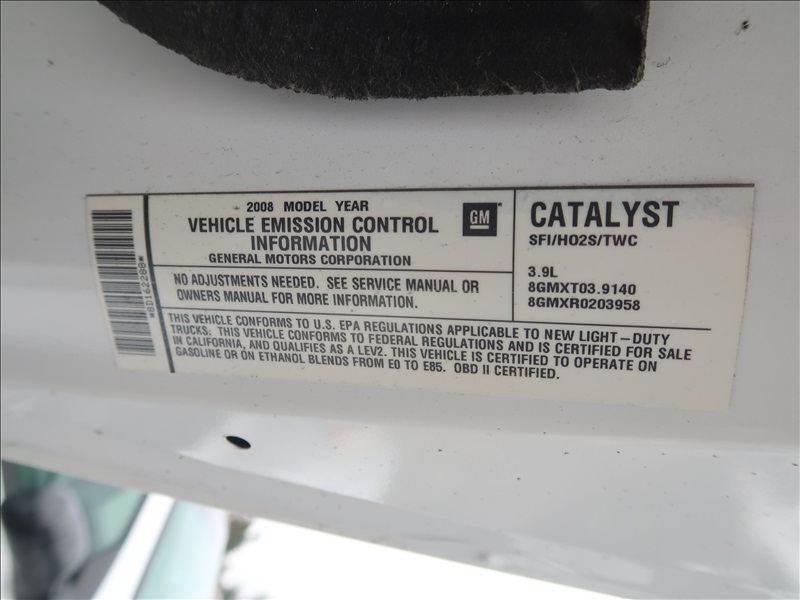 2008 MODEL YEAR
VEHICLE EMISSION CONTROL
INFORMATION
GENERAL MOTORS CORPORATION
GM
NO ADJUSTMENTS NEEDED. SEE SERVICE MANUAL OR
OWNERS MANUAL FOR MORE INFORMATION.
CATALYST
SFI/HO2S/TWC
3.9L
8GMXT03.9140
8GMXR0203958
THIS VEHICLE CONFORMS TO U.S. EPA REGULATIONS APPLICABLE TO NEW LIGHT-DUTY
TRUCKS: THIS VEHICLE CONFORMS TO FEDERAL REGULATIONS AND IS CERTIFIED FOR SALE
IN CALIFORNIA, AND QUALIFIES AS A LEV2. THIS VEHICLE IS CERTIFIED TO OPERATE ON
GASOLINE OR ON ETHANOL BLENDS FROM E0 TO E85. OBD II CERTIFIED.
*8D162288*